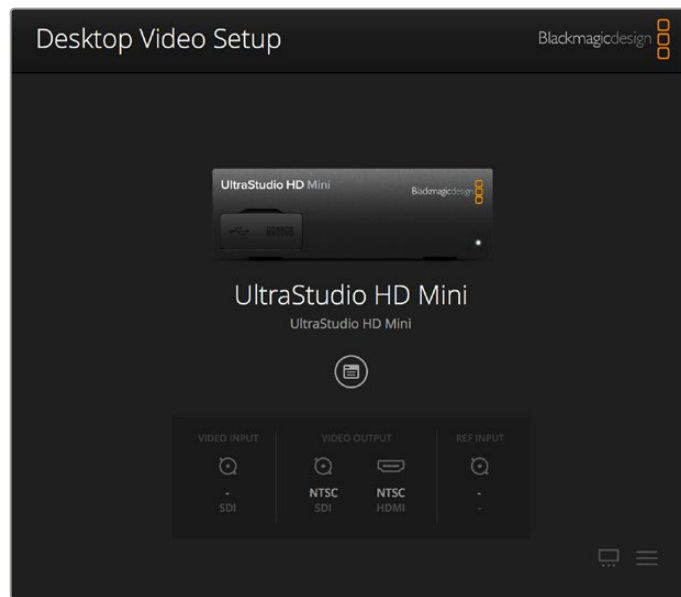 Desktop Video Setup
Blackmagicdesign
UltraStudio HD Mini
Blackmagicdesign
UltraStudio HD Mini
UltraStudio HD Mini
VIDEO INPUT
VIDEO OUTPUT
REF INPUT
-
NTSC
NTSC
-
SDI
SDI
HDMI
-